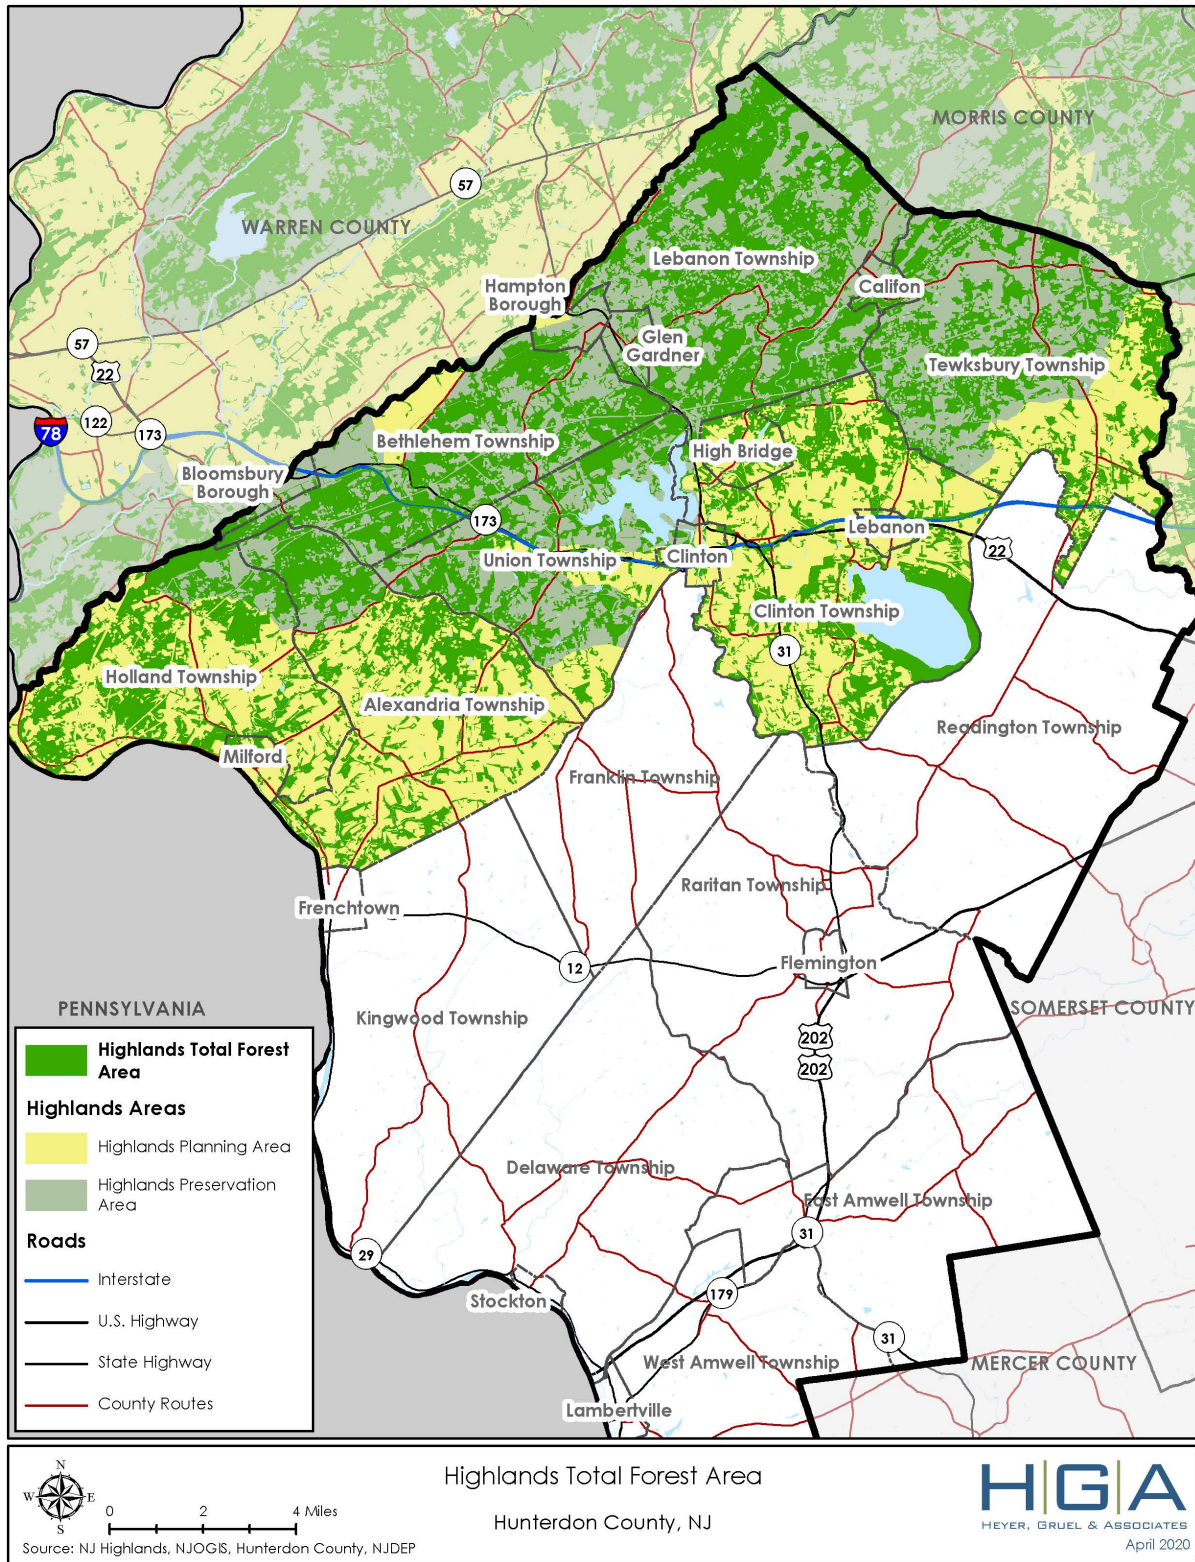 MORRIS COUNTY
57
WARREN COUNTY
Lebanon Township
Hampton
Borough
Califon
Glen
Gardner
57
22
Tewksbury Township
122
78
173
Bethlehem Township
High Bridge
Bloomsbury
Borough
173
Lebanon
22
Union Township
Clinton
Clinton Township
31
Holland Township
Alexandria Township
Readington Township
Milford
Franklin Township
Raritan Township
Frenchtown
12
Flemington
PENNSYLVANIA
SOMERSET COUNTY
Kingwood Township
202
202
Delaware Township
East Amwell Township
31
29
179
Stockton
31
West Amwell Township
MERCER COUNTY
Lambertville
Highlands Total Forest
Area
Highlands Areas
Highlands Planning Area
Highlands Preservation
Area
Roads
Interstate
U.S. Highway
State Highway
County Routes
N
W E
S
0 2 4 Miles
Source: NJ Highlands, NJOGIS, Hunterdon County, NJDEP
Highlands Total Forest Area
Hunterdon County, NJ
H|G|A
HEYER, GRUEL & ASSOCIATES
April 2020